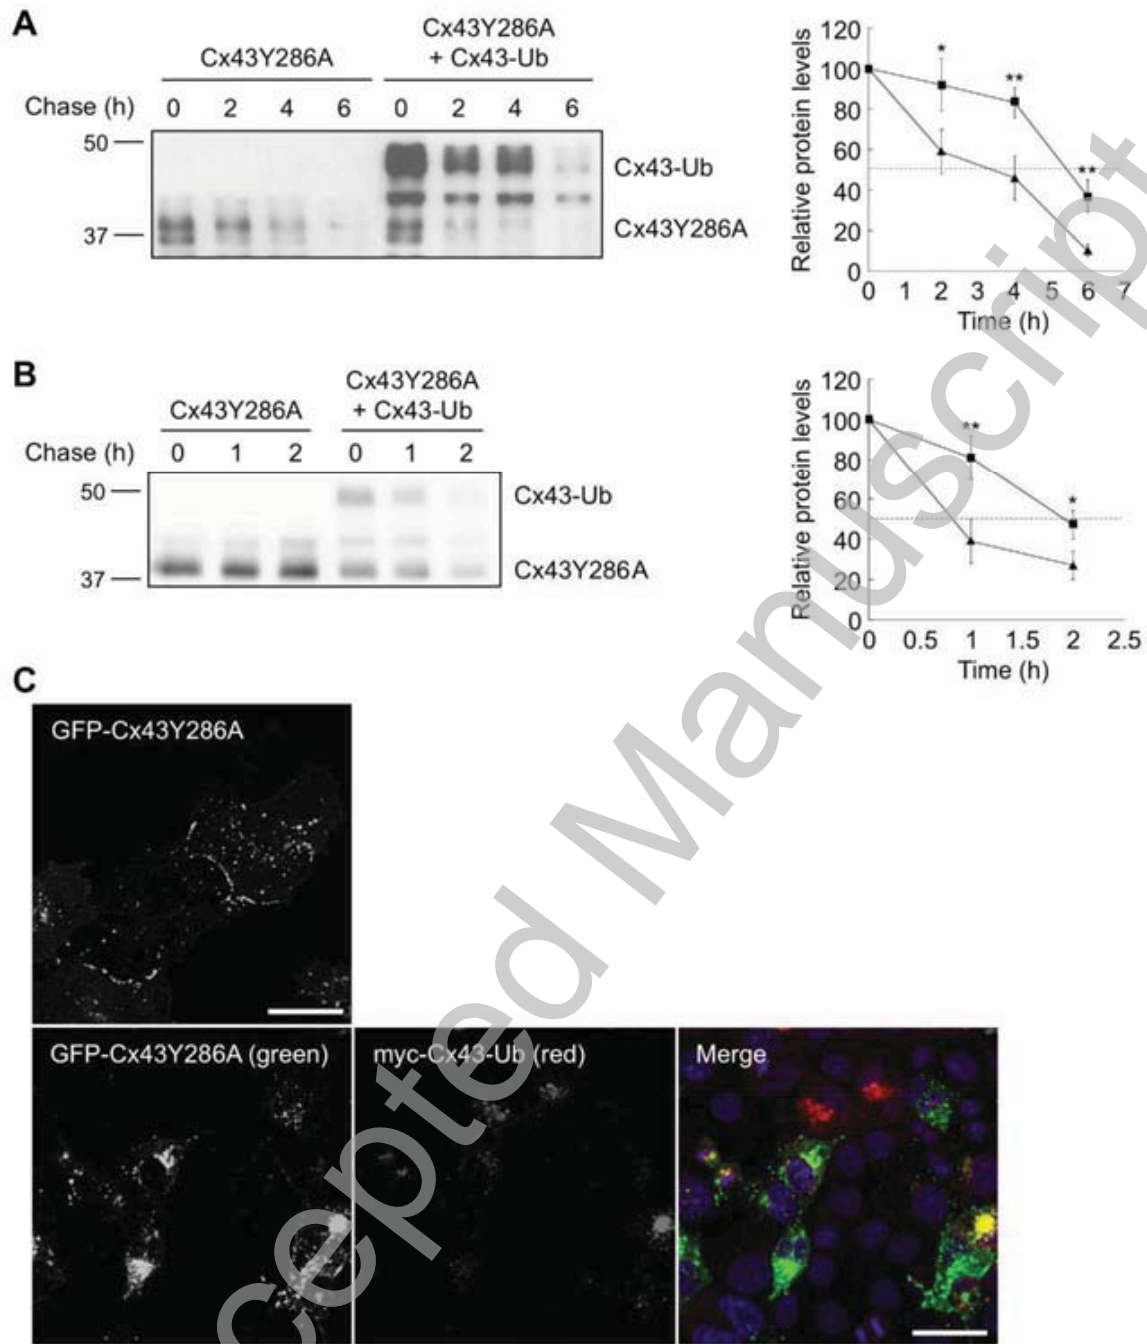 A
Cx43Y286A
Cx43Y286A
+ Cx43-Ub
Chase (h) 0 2 4 6 0 2 4 6
50
37
Cx43-Ub
Cx43Y286A
Relative protein levels
120
100
80
60
40
20
0
* ** **
0 1 2 3 4 5 6 7
Time (h)
B
Cx43Y286A
Cx43Y286A
+ Cx43-Ub
Chase (h) 0 1 2 0 1 2
50
37
Cx43-Ub
Cx43Y286A
Relative protein levels
120
100
80
60
40
20
0
** *
0 0.5 1 1.5 2 2.5
Time (h)
C
GFP-Cx43Y286A
GFP-Cx43Y286A (green)
myc-Cx43-Ub (red)
Merge
cepted Manuscript